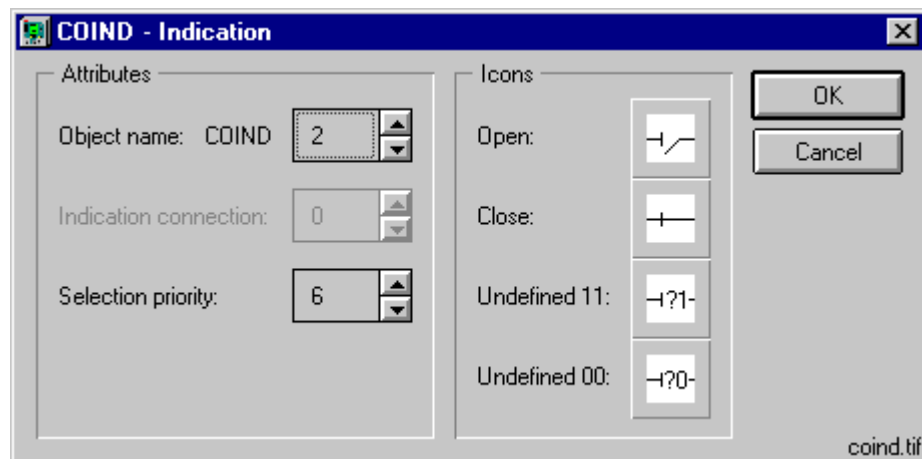 COIND - Indication
Attributes
Object name: COIND 2
Indication connection: 0
Selection priority: 6
Icons
Open:
Close:
Undefined 11: ?1
Undefined 00: ?0
OK
Cancel
coind.tif